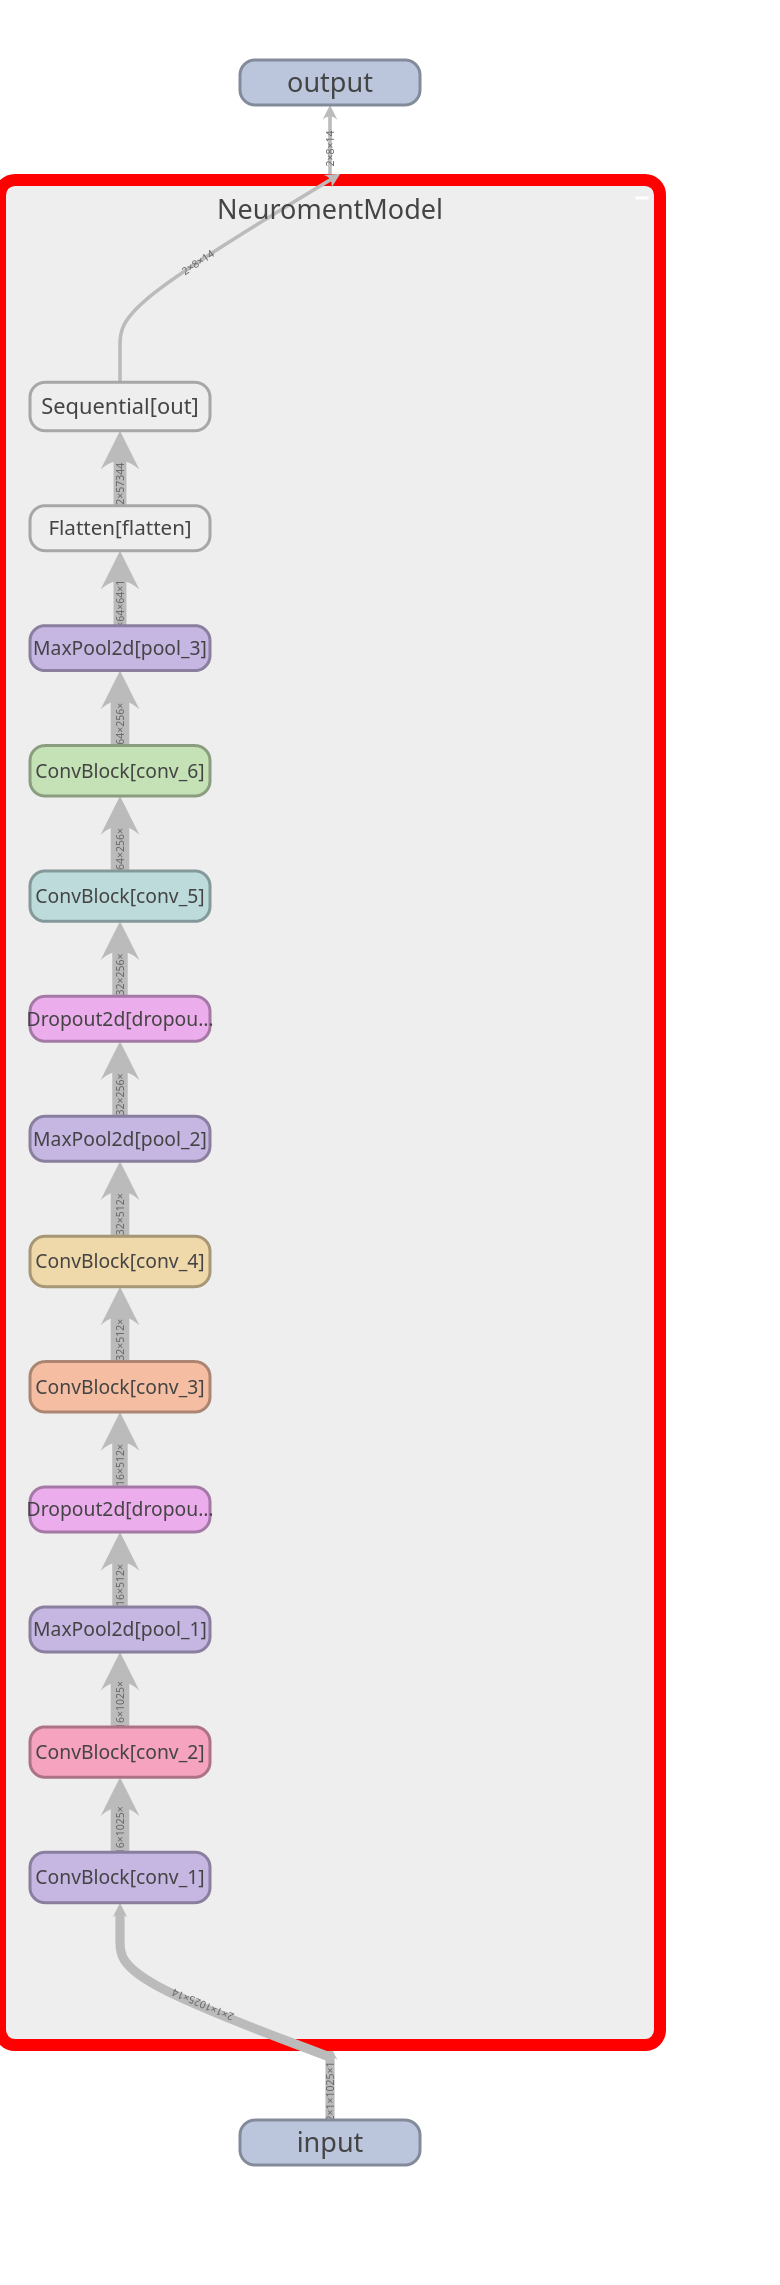 output
2×8×14
NeuromentModel
2×8×14
Sequential[out]
2×57344
Flatten[flatten]
×64×64×1
MaxPool2d[pool_3]
64×256×
ConvBlock[conv_6]
64×256×
ConvBlock[conv_5]
32×256×
Dropout2d[dropou...
32×256×
MaxPool2d[pool_2]
32×512×
ConvBlock[conv_4]
32×512×
ConvBlock[conv_3]
16×512×
Dropout2d[dropou...
16×512×
MaxPool2d[pool_1]
16×1025×
ConvBlock[conv_2]
16×1025×
ConvBlock[conv_1]
2×1×1025×14
2×1×1025×1
input